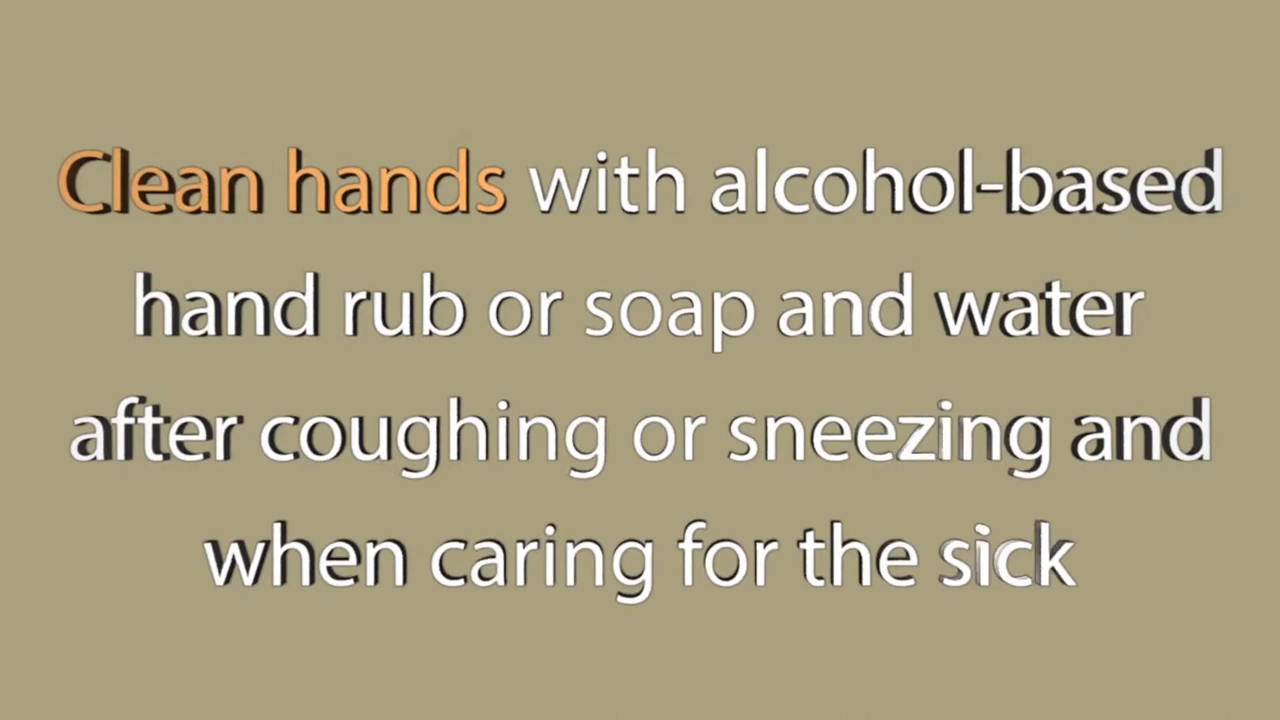 Clean hands with alcohol-based
hand rub or soap and water
after coughing or sneezing and
when caring for the sick